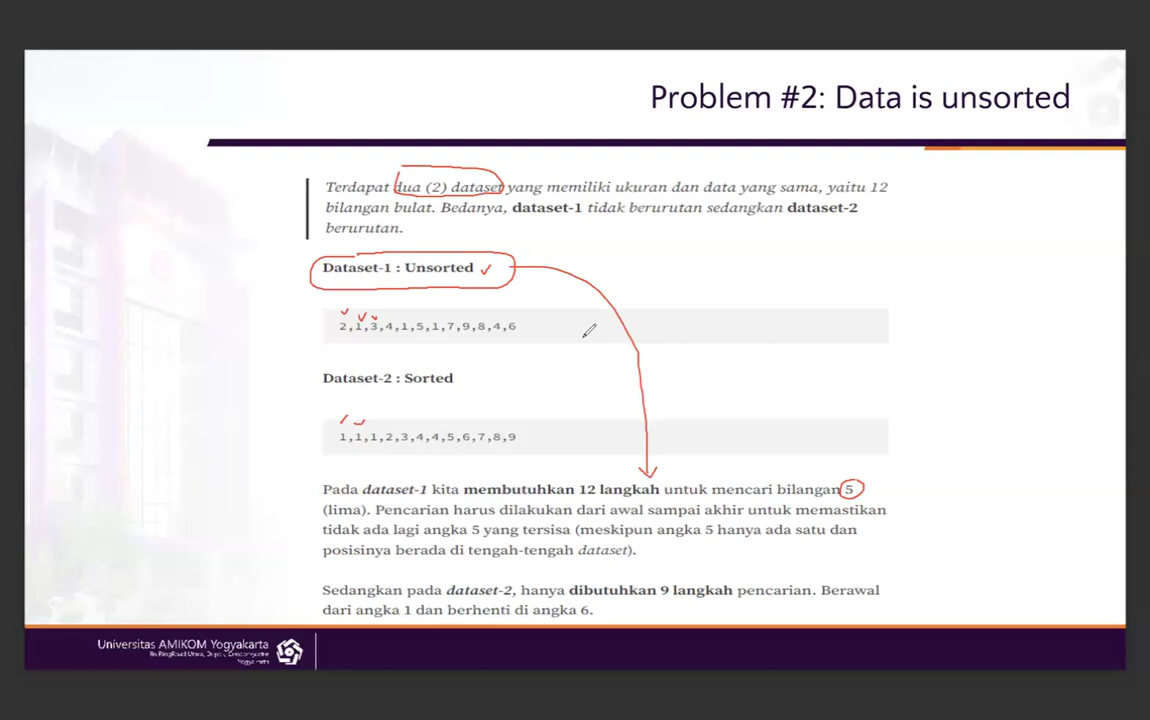 Problem #2: Data is unsorted
Terdapat dua (2) dataset yang memiliki ukuran dan data yang sama, yaitu 12
bilangan bulat. Bedanya, dataset-1 tidak berurutan sedangkan dataset-2
berurutan.
Dataset-1 : Unsorted
2,1,3,4,1,5,1,7,9,8,4,6
Dataset-2 : Sorted
1,1,1,2,3,4,4,5,6,7,8,9
Pada dataset-1 kita membutuhkan 12 langkah untuk mencari bilangan 5
(lima). Pencarian harus dilakukan dari awal sampai akhir untuk memastikan
tidak ada lagi angka 5 yang tersisa (meskipun angka 5 hanya ada satu dan
posisinya berada di tengah-tengah dataset).
Sedangkan pada dataset-2, hanya dibutuhkan 9 langkah pencarian. Berawal
dari angka 1 dan berhenti di angka 6.
Universitas AMIKOM Yogyakarta
Yogyakarta